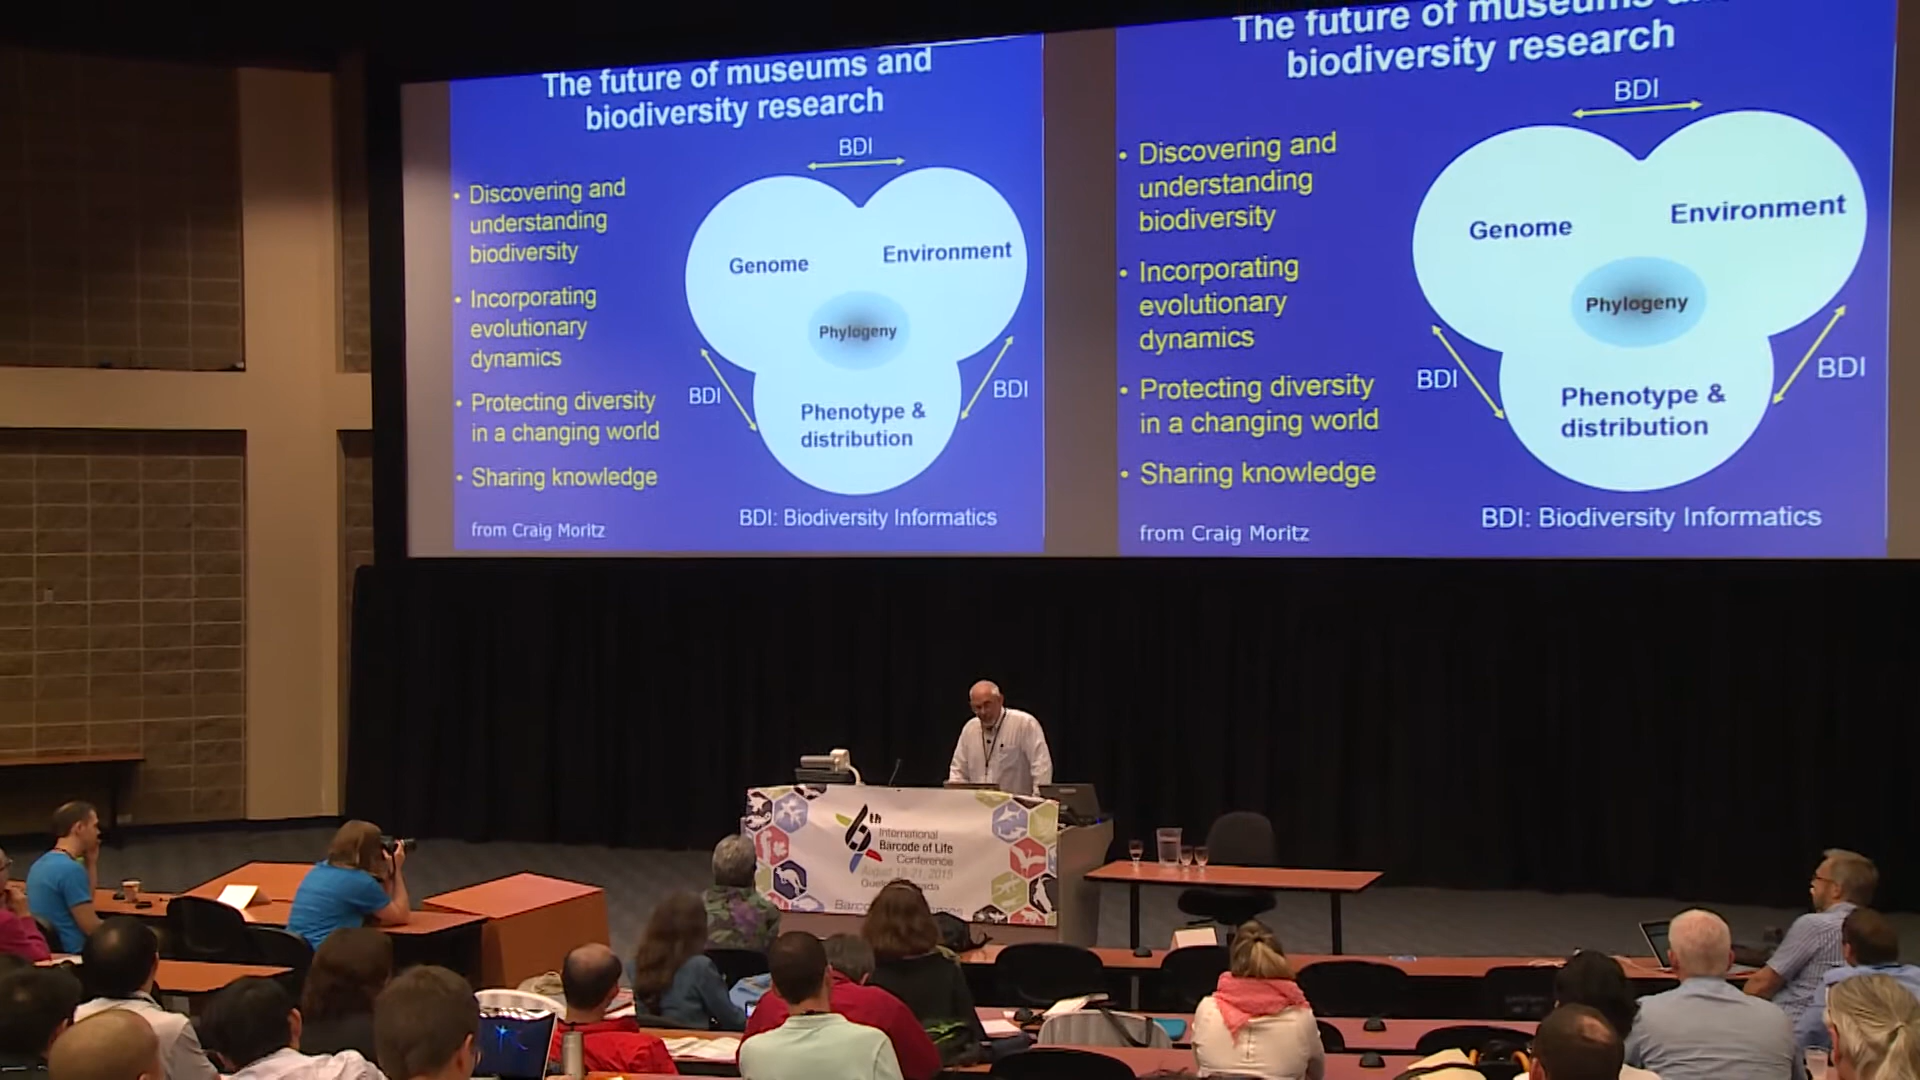 The future of museums and
biodiversity research
BDI
• Discovering and
understanding
biodiversity
• Incorporating
evolutionary
dynamics
• Protecting diversity
in a changing world
• Sharing knowledge
from Craig Moritz
Genome
Environment
Phylogeny
BDI
BDI
Phenotype &
distribution
BDI: Biodiversity Informatics
The future of museums
biodiversity research
BDI
• Discovering and
understanding
biodiversity
• Incorporating
evolutionary
dynamics
• Protecting diversity
in a changing world
• Sharing knowledge
from Craig Moritz
Genome
Environment
Phylogeny
BDI
BDI
Phenotype &
distribution
BDI: Biodiversity Informatics
6th
International
Barcode of Life
Conference
2015